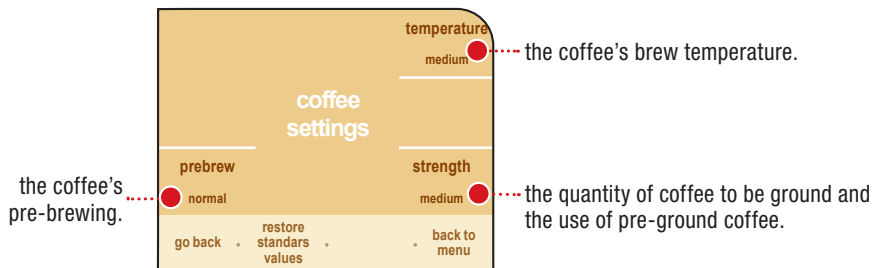 temperature
medium
the coffee's brew temperature.
coffee
settings
prebrew
normal
the coffee's
pre-brewing.
strength
medium
the quantity of coffee to be ground and
the use of pre-ground coffee.
go back
restore
standars
values
back to
menu